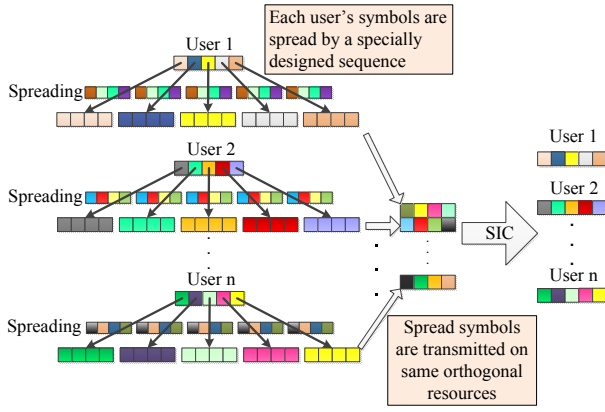 Each user's symbols are
spread by a specially
designed sequence
User 1
Spreading
User 2
Spreading
User n
Spreading
SIC
User 1
User 2
User n
Spread symbols
are transmitted on
same orthogonal
resources